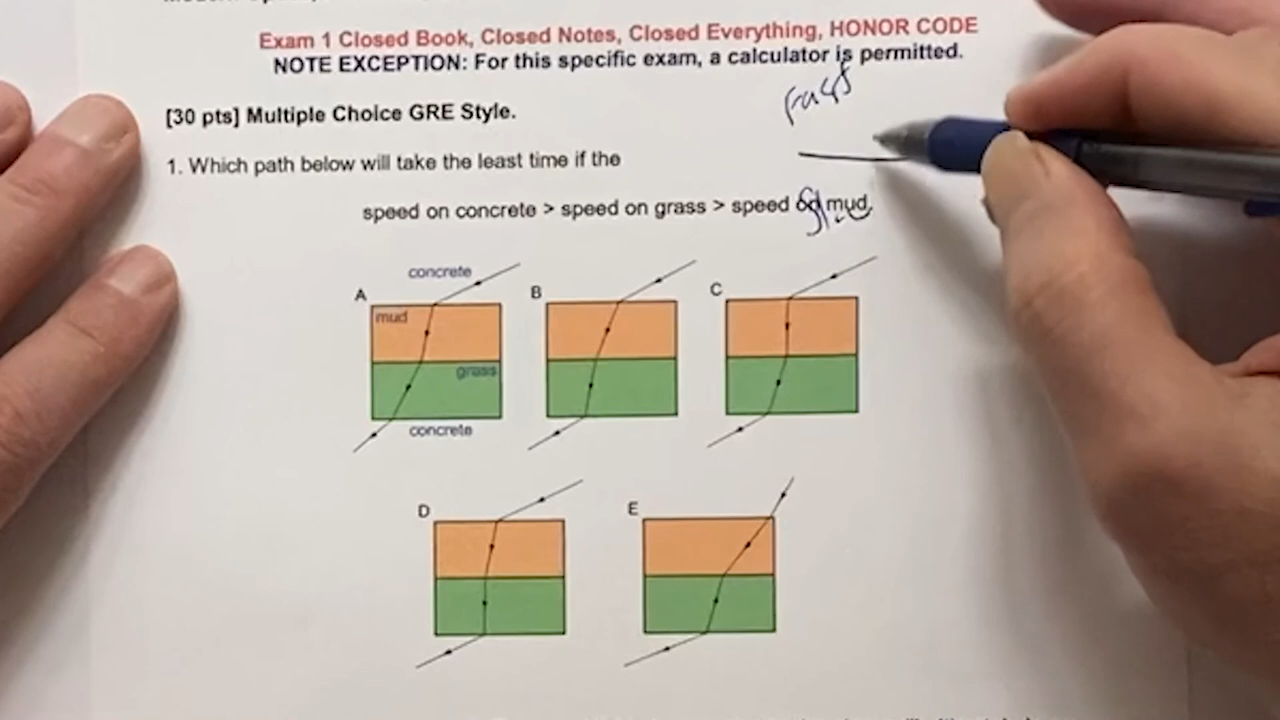 Exam 1 Closed Book, Closed Notes, Closed Everything, HONOR CODE
NOTE EXCEPTION: For this specific exam, a calculator is permitted.
[30 pts] Multiple Choice GRE Style.
Fast
1. Which path below will take the least time if the
speed on concrete > speed on grass > speed on mud.
concrete
A
B
C
mud
grass
concrete
D
E